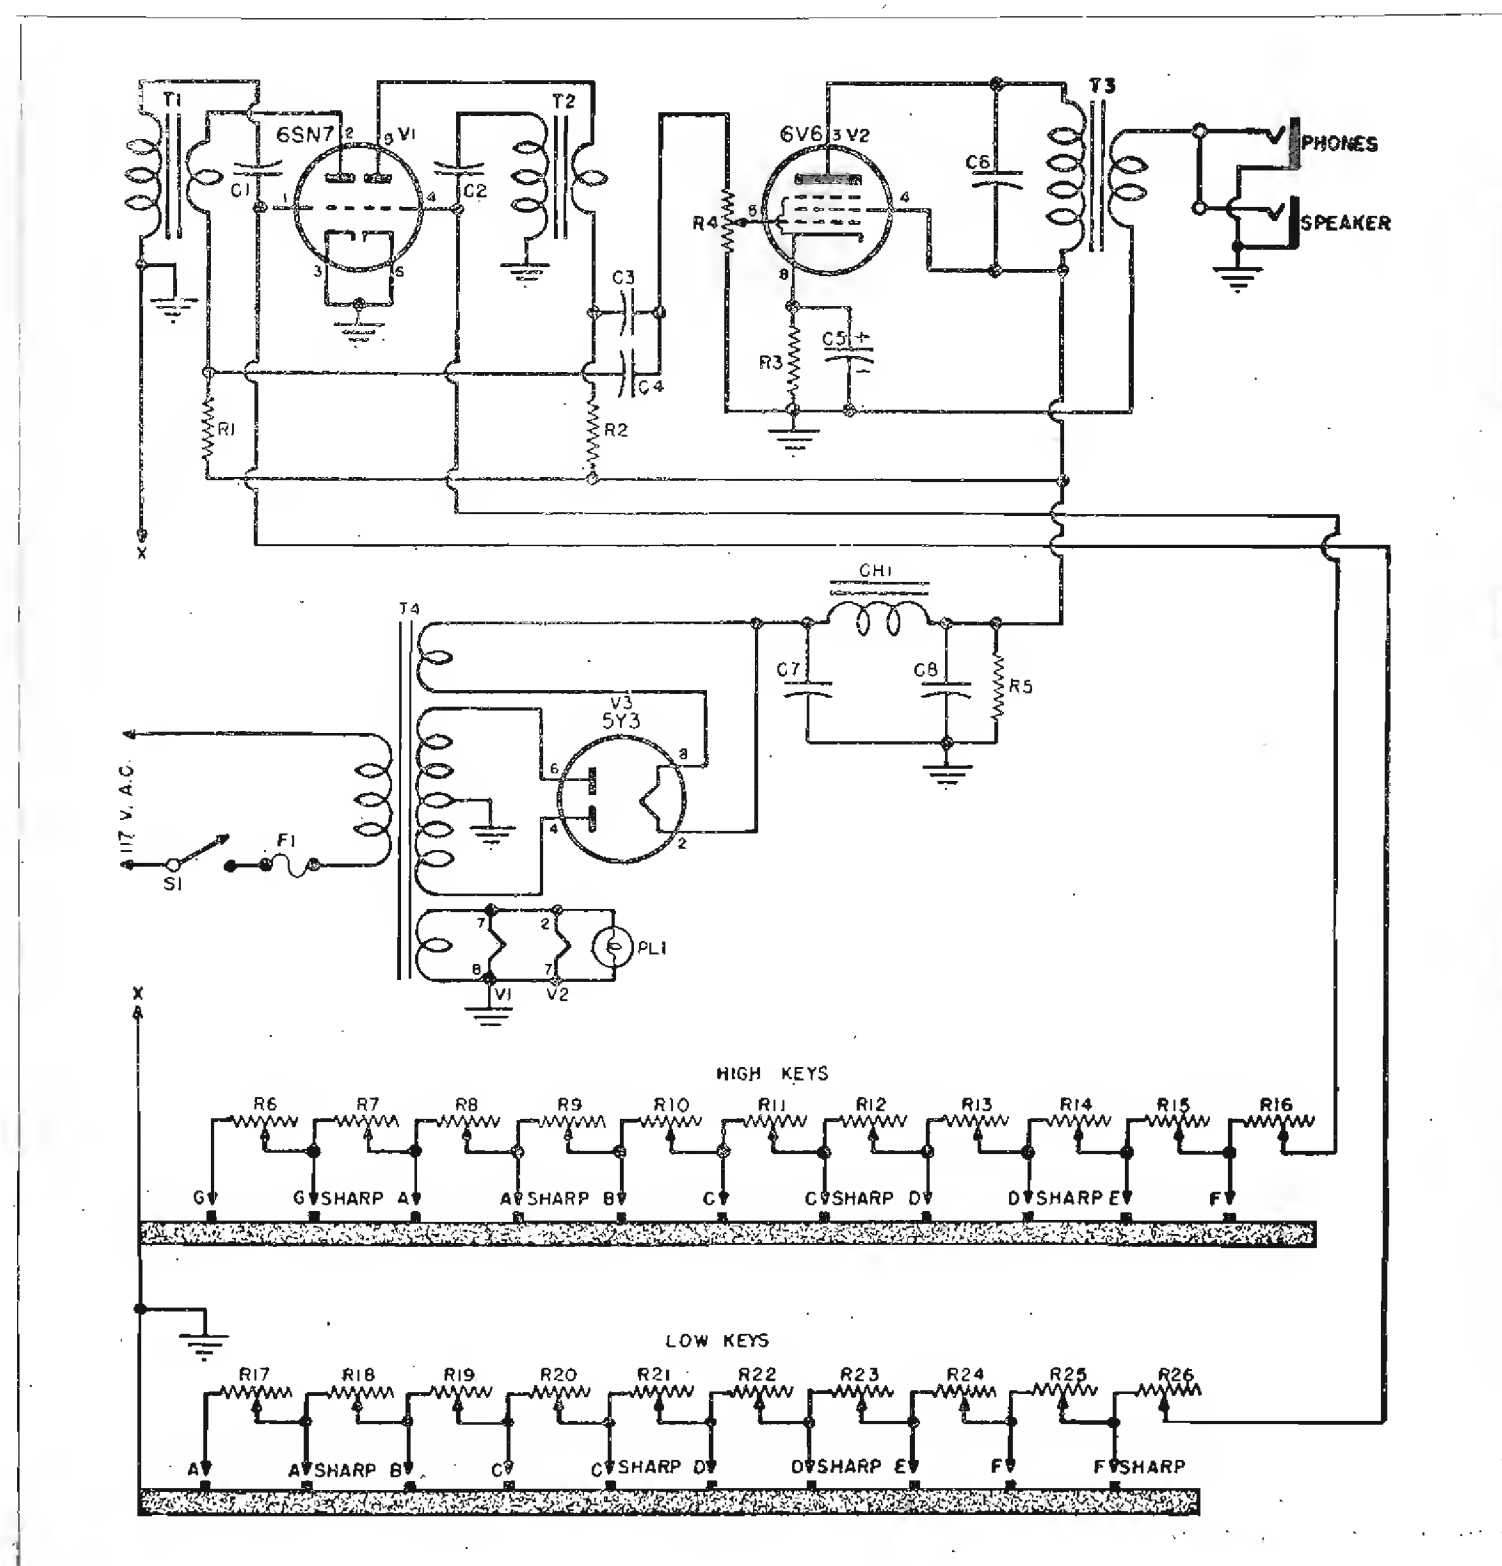 T1
6SN7
2
5
V1
T2
6V6
3
V2
T3
PHONES
C1
C2
C6
1
4
R4
5
4
SPEAKER
3
6
8
C3
C5
+
−
R3
C4
R1
R2
X
CH1
T4
C7
C8
R5
V3
5Y3
8
6
4
2
117 V. A.C.
S1
F1
7
2
PL1
8
7
V1
V2
X
HIGH KEYS
R6 R7 R8 R9 R10 R11 R12 R13 R14 R15 R16
G G SHARP A A SHARP B C C SHARP D D SHARP E F
LOW KEYS
R17 R18 R19 R20 R21 R22 R23 R24 R25 R26
A A SHARP B C C SHARP D D SHARP E F F SHARP